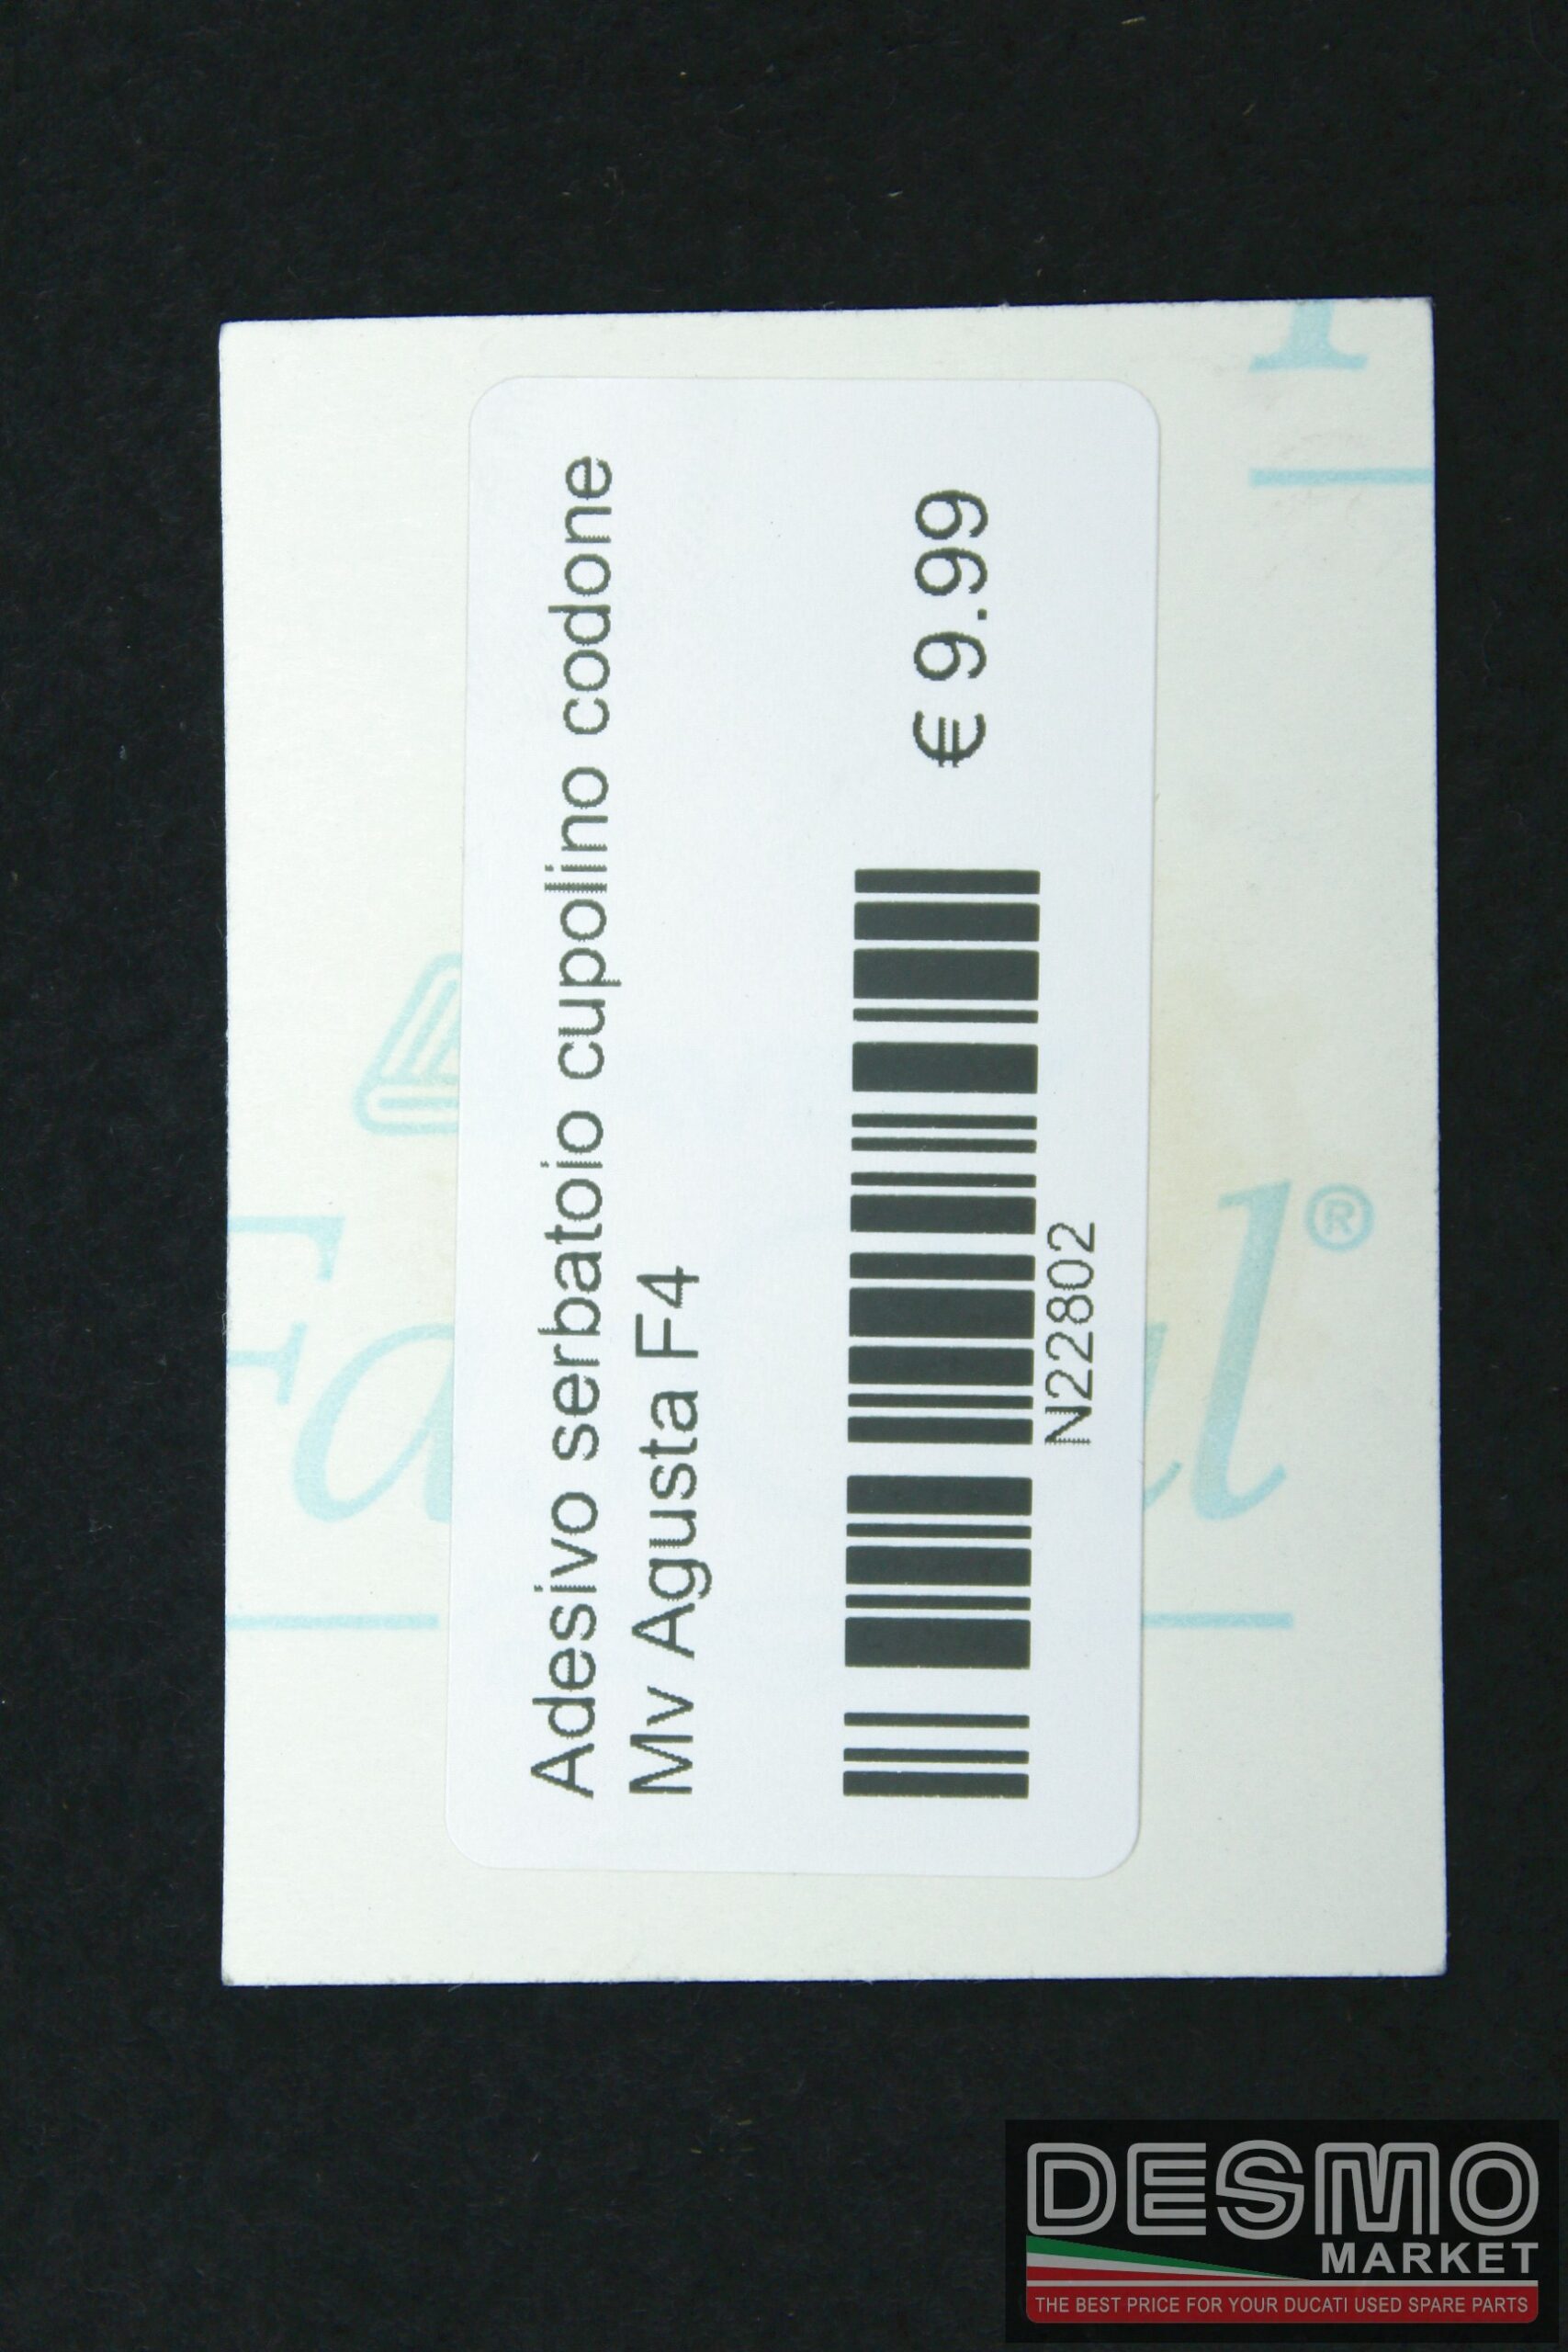 Adesivo serbatoio cupolino codone
Mv Agusta F4
€ 9.99
N22802
®
DESMO
MARKET
THE BEST PRICE FOR YOUR DUCATI USED SPARE PARTS